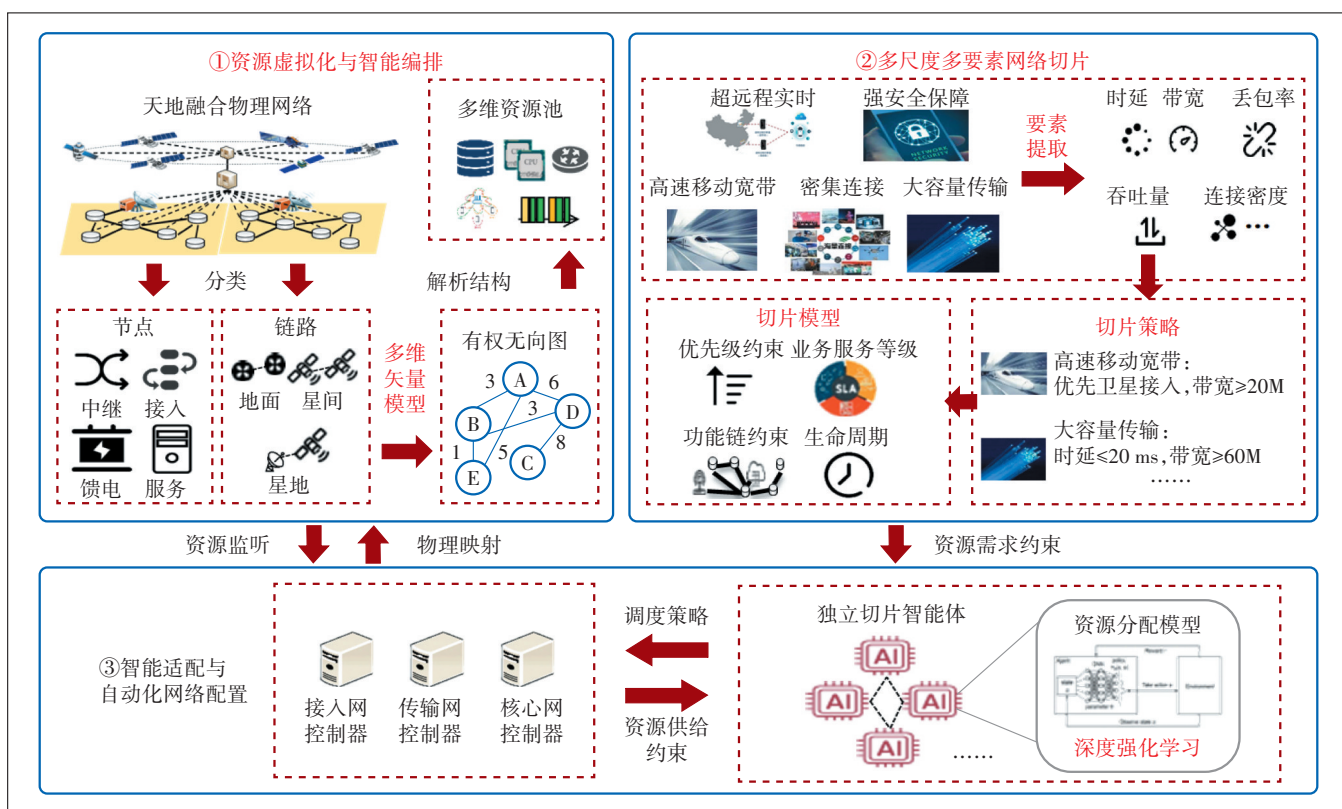 ①资源虚拟化与智能编排
天地融合物理网络
多维资源池
CPU
CPU
分类
解析结构
节点
中继
接入
馈电
服务
链路
地面
星间
星地
多维
矢量
模型
有权无向图
3
A
6
B
3
D
1
5
8
E
C
②多尺度多要素网络切片
超远程实时
强安全保障
高速移动宽带
密集连接
大容量传输
要素
提取
时延
带宽
丢包率
吞吐量
连接密度
…
切片模型
优先级约束
业务服务等级
SLA
功能链约束
生命周期
切片策略
高速移动宽带：
优先卫星接入，带宽≥20M
大容量传输：
时延≤20 ms，带宽≥60M
……
资源监听
物理映射
资源需求约束
③智能适配与
自动化网络配置
接入网
控制器
传输网
控制器
核心网
控制器
调度策略
资源供给
约束
独立切片智能体
AI
AI
AI
AI
……
资源分配模型
Take action a
Environment
Observe state s
深度强化学习